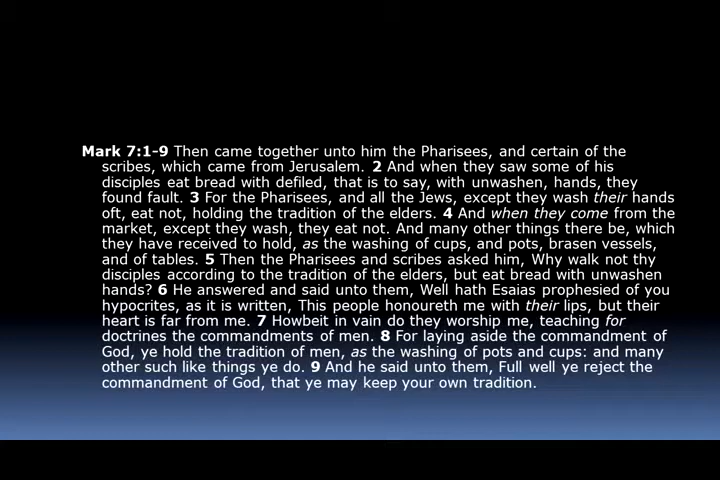 Mark 7:1-9 Then came together unto him the Pharisees, and certain of the
scribes, which came from Jerusalem. 2 And when they saw some of his
disciples eat bread with defiled, that is to say, with unwashen, hands, they
found fault. 3 For the Pharisees, and all the Jews, except they wash their hands
oft, eat not, holding the tradition of the elders. 4 And when they come from the
market, except they wash, they eat not. And many other things there be, which
they have received to hold, as the washing of cups, and pots, brasen vessels,
and of tables. 5 Then the Pharisees and scribes asked him, Why walk not thy
disciples according to the tradition of the elders, but eat bread with unwashen
hands? 6 He answered and said unto them, Well hath Esaias prophesied of you
hypocrites, as it is written, This people honoureth me with their lips, but their
heart is far from me. 7 Howbeit in vain do they worship me, teaching for
doctrines the commandments of men. 8 For laying aside the commandment of
God, ye hold the tradition of men, as the washing of pots and cups: and many
other such like things ye do. 9 And he said unto them, Full well ye reject the
commandment of God, that ye may keep your own tradition.